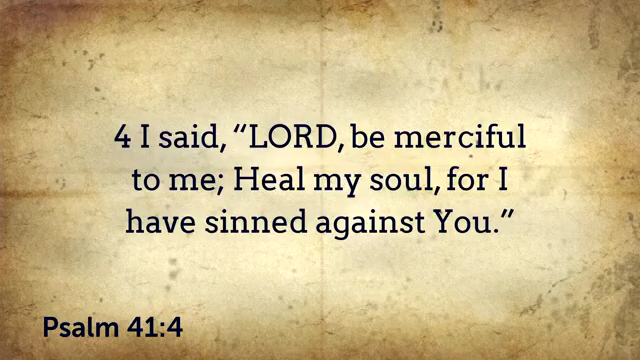 4 I said, “LORD, be merciful
to me; Heal my soul, for I
have sinned against You.”
Psalm 41:4